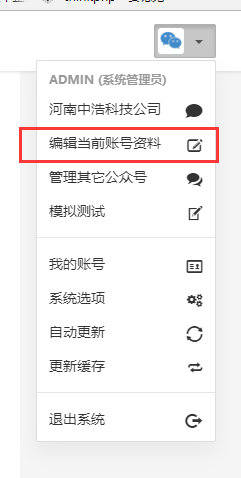 ADMIN (系统管理员)
河南中浩科技公司
编辑当前账号资料
管理其它公众号
模拟测试
我的账号
系统选项
自动更新
更新缓存
退出系统